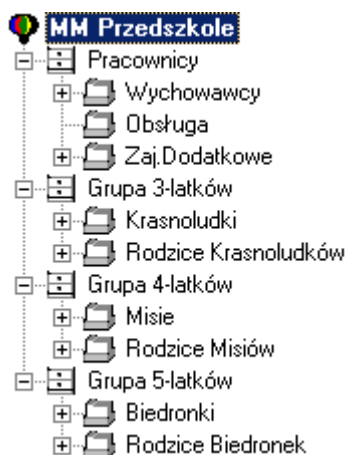 MM Przedszkole
Pracownicy
Wychowawcy
Obsługa
Zaj.Dodatkowe
Grupa 3-latków
Krasnoludki
Rodzice Krasnoludków
Grupa 4-latków
Misie
Rodzice Misiów
Grupa 5-latków
Biedronki
Rodzice Biedronek